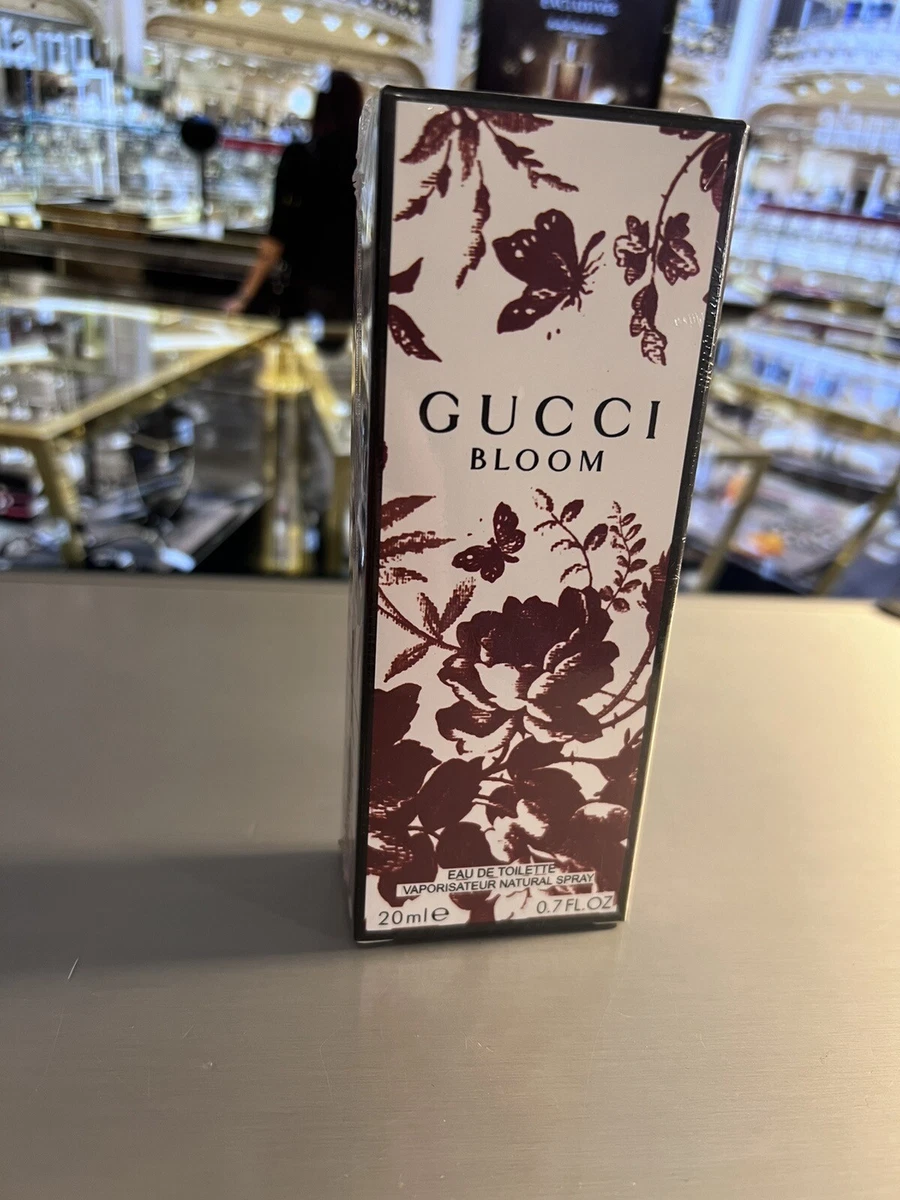 GUCCI
BLOOM
EAU DE TOILETTE
VAPORISATEUR NATURAL SPRAY
20ml℮
0.7 FL.OZ